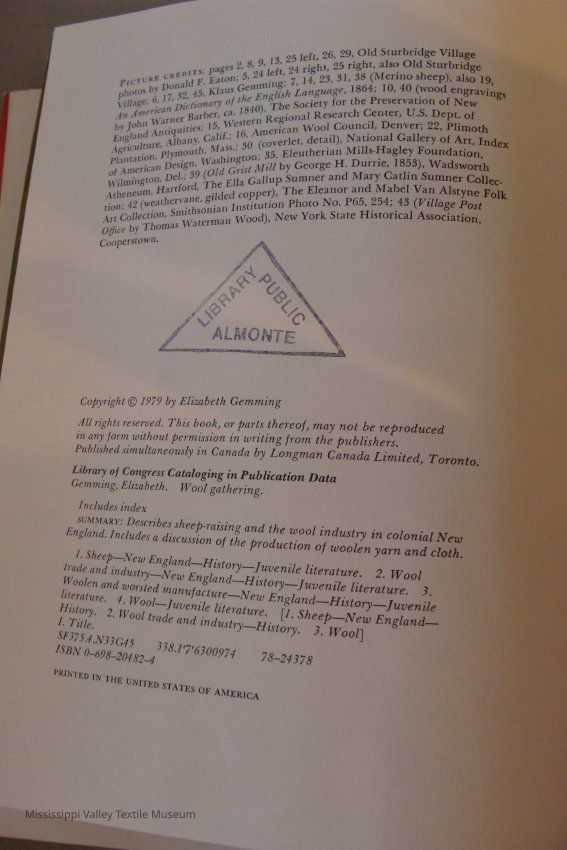 PICTURE CREDITS: pages 2, 8, 9, 13, 25 left, 26, 29, Old Sturbridge Village
photos by Donald F. Eaton; 5, 24 left, 24 right, 25 right, also Old Sturbridge
Village; 6, 17, 32, 45, Klaus Gemming; 7, 14, 23, 31, 38 (Merino sheep), also 19,
An American Dictionary of the English Language, 1864; 10, 40 (wood engravings
by John Warner Barber, ca. 1840), The Society for the Preservation of New
England Antiquities; 15, Western Regional Research Center, U.S. Dept. of
Agriculture, Albany, Calif.; 16, American Wool Council, Denver; 22, Plimoth
Plantation, Plymouth, Mass.; 30 (coverlet, detail), National Gallery of Art, Index
of American Design, Washington; 35, Eleutherian Mills-Hagley Foundation,
Wilmington, Del.; 39 (Old Grist Mill by George H. Durrie, 1853), Wadsworth
Atheneum, Hartford, The Ella Gallup Sumner and Mary Catlin Sumner Collec-
tion; 42 (weathervane, gilded copper), The Eleanor and Mabel Van Alstyne Folk
Art Collection, Smithsonian Institution Photo No. P65, 254; 43 (Village Post
Office by Thomas Waterman Wood), New York State Historical Association,
Cooperstown.
LIBRARY PUBLIC
ALMONTE
Copyright © 1979 by Elizabeth Gemming
All rights reserved. This book, or parts thereof, may not be reproduced
in any form without permission in writing from the publishers.
Published simultaneously in Canada by Longman Canada Limited, Toronto.
Library of Congress Cataloging in Publication Data
Gemming, Elizabeth. Wool gathering.
Includes index
SUMMARY: Describes sheep-raising and the wool industry in colonial New
England. Includes a discussion of the production of woolen yarn and cloth.
1. Sheep—New England—History—Juvenile literature. 2. Wool
trade and industry—New England—History—Juvenile literature. 3.
Woolen and worsted manufacture—New England—History—Juvenile
literature. 4. Wool—Juvenile literature. [1. Sheep—New England—
History. 2. Wool trade and industry—History. 3. Wool]
I. Title.
SF375.4.N33G45 338.1'7'6300974 78-24378
ISBN 0-698-20482-4
PRINTED IN THE UNITED STATES OF AMERICA
Mississippi Valley Textile Museum